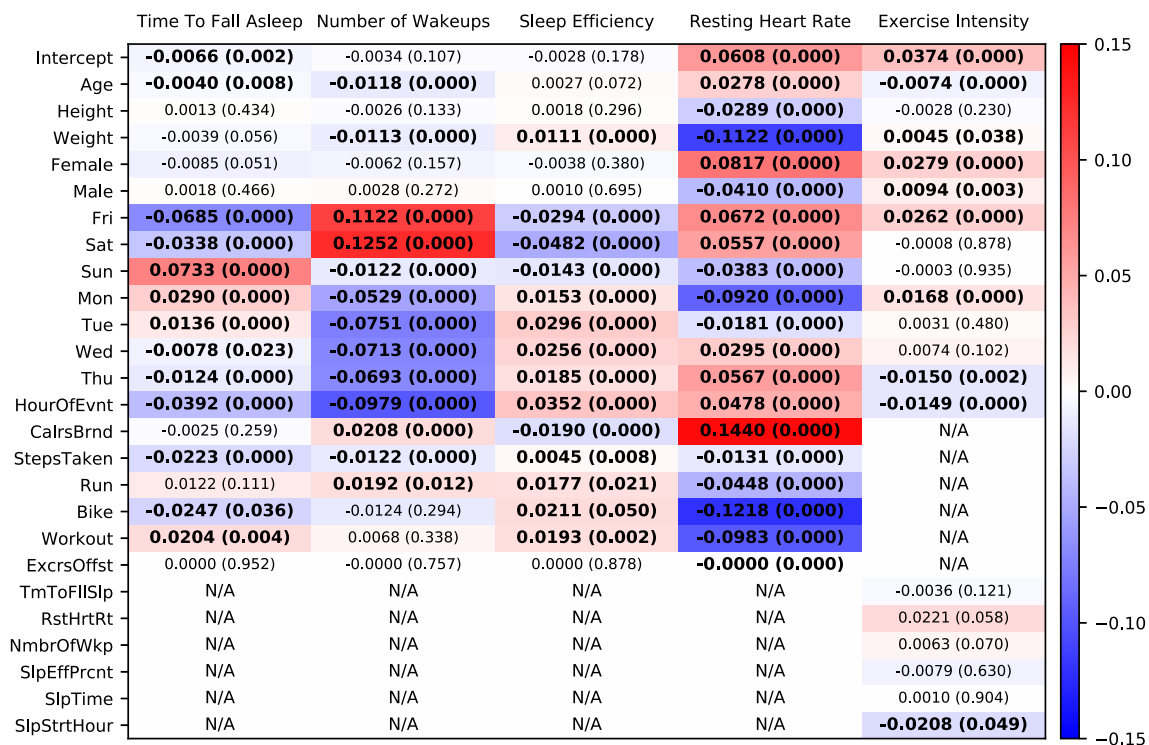 Time To Fall Asleep Number of Wakeups Sleep Efficiency Resting Heart Rate Exercise Intensity
Intercept -0.0066 (0.002) -0.0034 (0.107) -0.0028 (0.178) 0.0608 (0.000) 0.0374 (0.000) 0.15
Age -0.0040 (0.008) -0.0118 (0.000) 0.0027 (0.072) 0.0278 (0.000) -0.0074 (0.000)
Height 0.0013 (0.434) -0.0026 (0.133) 0.0018 (0.296) -0.0289 (0.000) -0.0028 (0.230)
Weight -0.0039 (0.056) -0.0113 (0.000) 0.0111 (0.000) -0.1122 (0.000) 0.0045 (0.038)
Female -0.0085 (0.051) -0.0062 (0.157) -0.0038 (0.380) 0.0817 (0.000) 0.0279 (0.000) 0.10
Male 0.0018 (0.466) 0.0028 (0.272) 0.0010 (0.695) -0.0410 (0.000) 0.0094 (0.003)
Fri -0.0685 (0.000) 0.1122 (0.000) -0.0294 (0.000) 0.0672 (0.000) 0.0262 (0.000)
Sat -0.0338 (0.000) 0.1252 (0.000) -0.0482 (0.000) 0.0557 (0.000) -0.0008 (0.878)
Sun 0.0733 (0.000) -0.0122 (0.000) -0.0143 (0.000) -0.0383 (0.000) -0.0003 (0.935) 0.05
Mon 0.0290 (0.000) -0.0529 (0.000) 0.0153 (0.000) -0.0920 (0.000) 0.0168 (0.000)
Tue 0.0136 (0.000) -0.0751 (0.000) 0.0296 (0.000) -0.0181 (0.000) 0.0031 (0.480)
Wed -0.0078 (0.023) -0.0713 (0.000) 0.0256 (0.000) 0.0295 (0.000) 0.0074 (0.102)
Thu -0.0124 (0.000) -0.0693 (0.000) 0.0185 (0.000) 0.0567 (0.000) -0.0150 (0.002) 0.00
HourOfEvnt -0.0392 (0.000) -0.0979 (0.000) 0.0352 (0.000) 0.0478 (0.000) -0.0149 (0.000)
CalrsBrnd -0.0025 (0.259) 0.0208 (0.000) -0.0190 (0.000) 0.1440 (0.000) N/A
StepsTaken -0.0223 (0.000) -0.0122 (0.000) 0.0045 (0.008) -0.0131 (0.000) N/A
Run 0.0122 (0.111) 0.0192 (0.012) 0.0177 (0.021) -0.0448 (0.000) N/A −0.05
Bike -0.0247 (0.036) -0.0124 (0.294) 0.0211 (0.050) -0.1218 (0.000) N/A
Workout 0.0204 (0.004) 0.0068 (0.338) 0.0193 (0.002) -0.0983 (0.000) N/A
ExcrsOffst 0.0000 (0.952) -0.0000 (0.757) 0.0000 (0.878) -0.0000 (0.000) N/A
TmToFllSlp N/A N/A N/A N/A -0.0036 (0.121)
RstHrtRt N/A N/A N/A N/A 0.0221 (0.058) −0.10
NmbrOfWkp N/A N/A N/A N/A 0.0063 (0.070)
SlpEffPrcnt N/A N/A N/A N/A -0.0079 (0.630)
SlpTime N/A N/A N/A N/A 0.0010 (0.904)
SlpStrtHour N/A N/A N/A N/A -0.0208 (0.049) −0.15